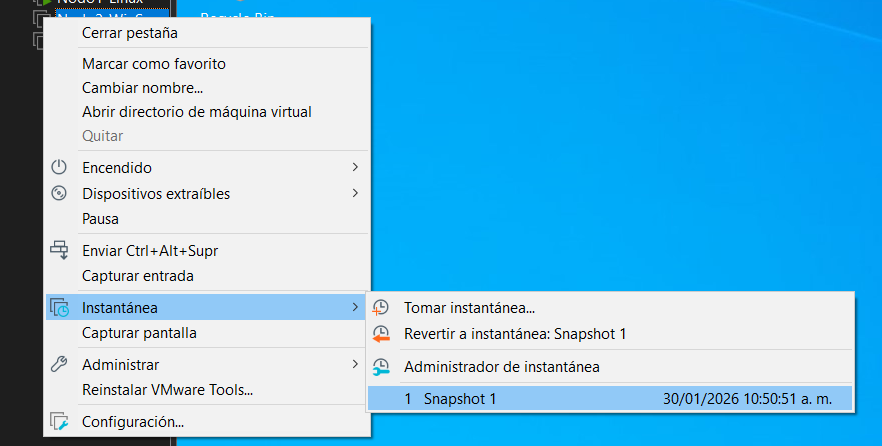 Cerrar pestaña
Marcar como favorito
Cambiar nombre...
Abrir directorio de máquina virtual
Quitar
Encendido
Dispositivos extraíbles
Pausa
Enviar Ctrl+Alt+Supr
Capturar entrada
Instantánea
Tomar instantánea...
Capturar pantalla
Revertir a instantánea: Snapshot 1
Administrar
Administrador de instantánea
Reinstalar VMware Tools...
1 Snapshot 1 30/01/2026 10:50:51 a. m.
Configuración...